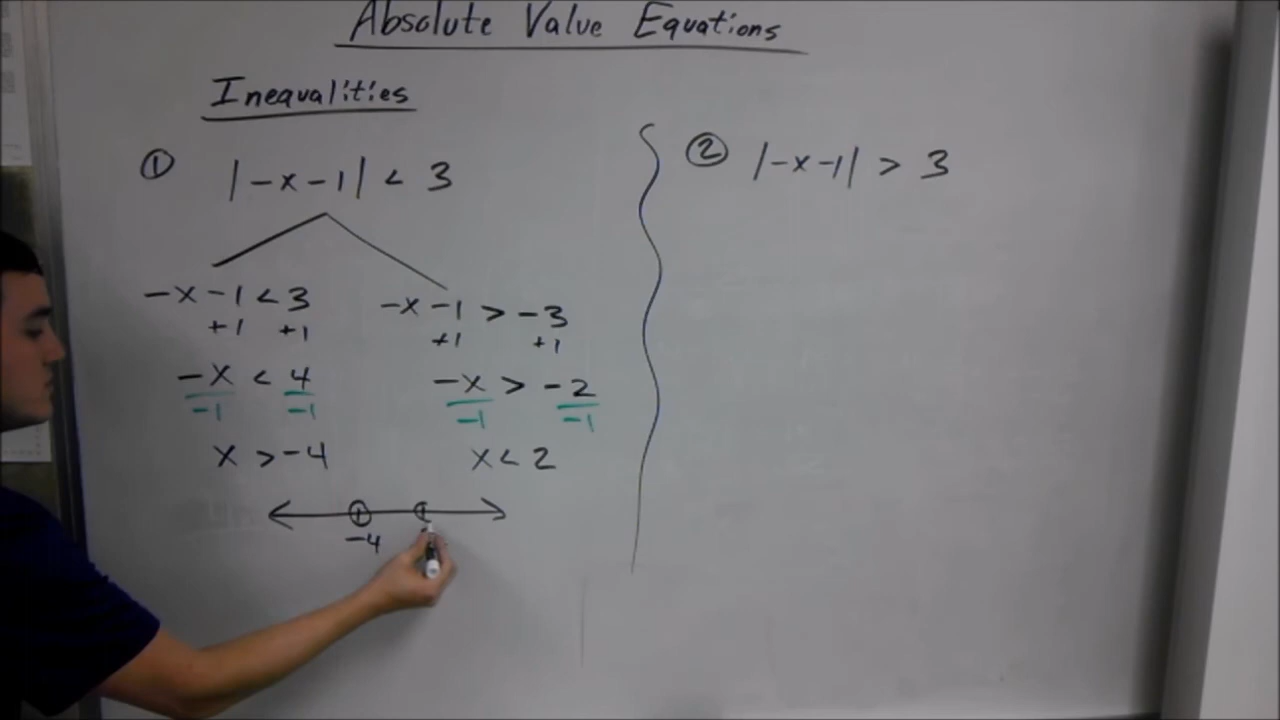 Absolute Value Equations
Inequalities
① |-x-1| < 3
-x-1 < 3
+1 +1
-x < 4
-1 -1
x > -4
-x-1 > -3
+1 +1
-x > -2
-1 -1
x < 2
-4
② |-x-1| > 3